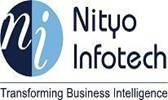 ni
Nityo
Infotech
Transforming Business Intelligence